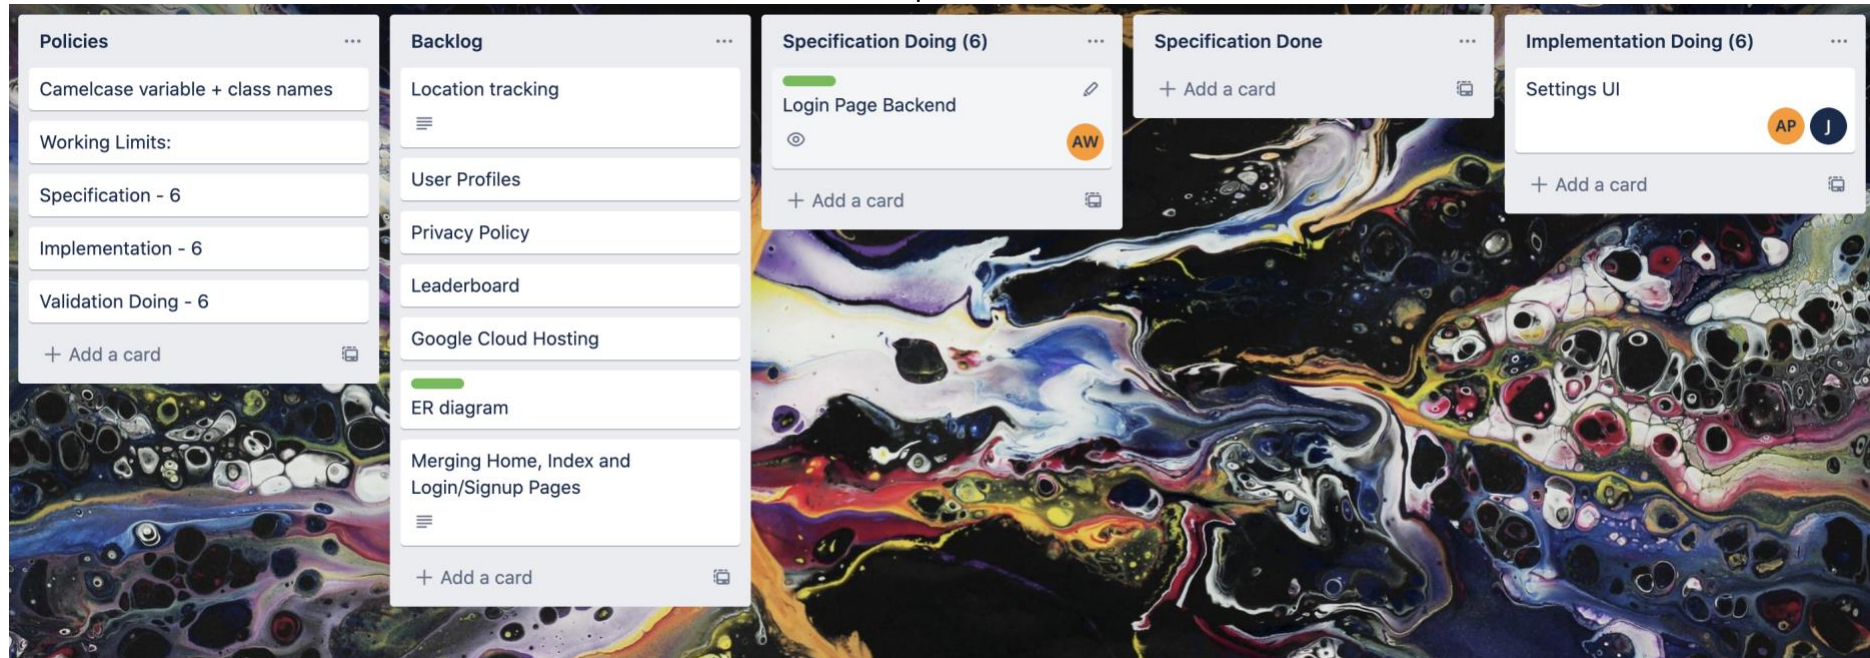 Policies
Camelcase variable + class names
Working Limits:
Specification - 6
Implementation - 6
Validation Doing - 6
+ Add a card
Backlog
Location tracking
User Profiles
Privacy Policy
Leaderboard
Google Cloud Hosting
ER diagram
Merging Home, Index and
Login/Signup Pages
+ Add a card
Specification Doing (6)
Login Page Backend
AW
+ Add a card
Specification Done
+ Add a card
Implementation Doing (6)
Settings UI
AP J
+ Add a card